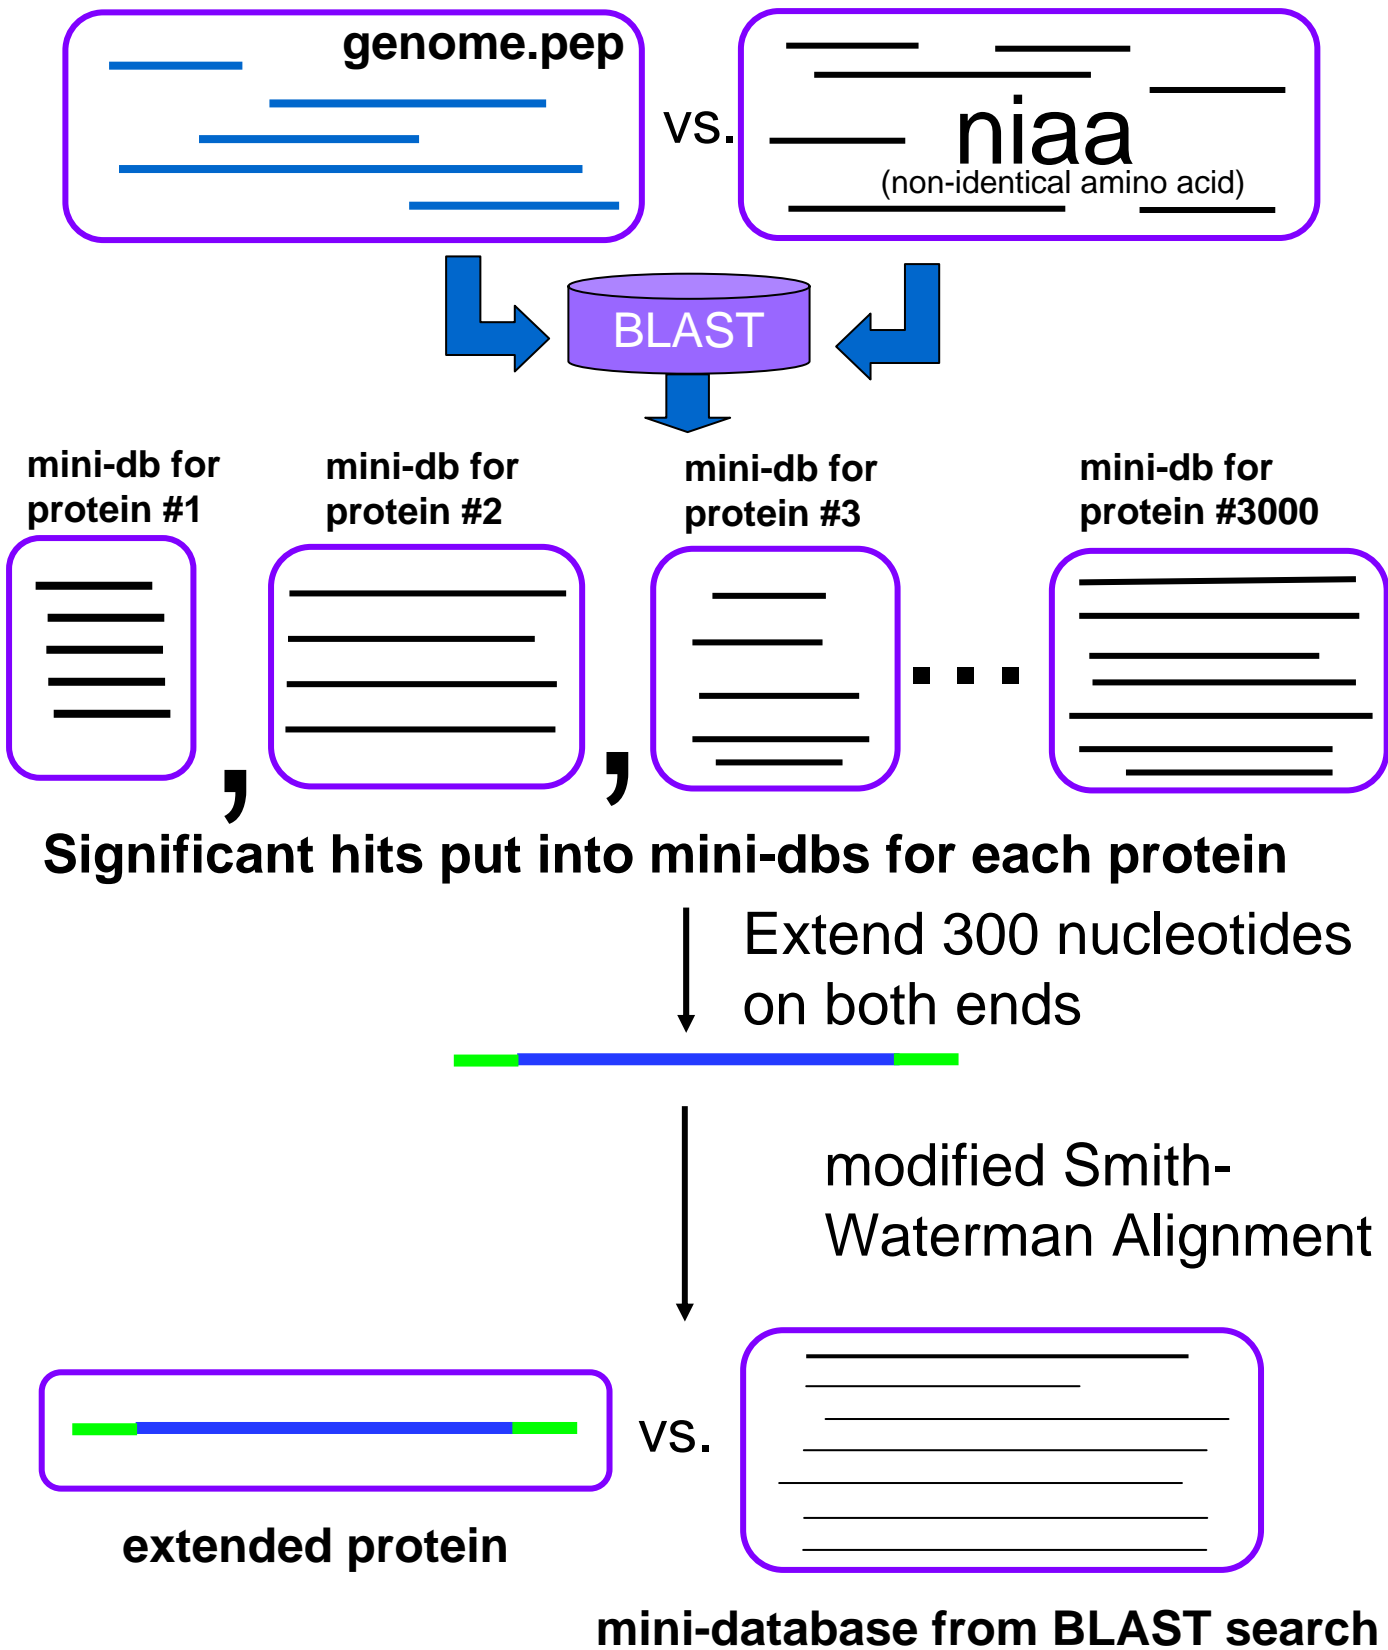 genome.pep
vs.
niaa
(non-identical amino acid)
BLAST
mini-db for
protein #1
mini-db for
protein #2
mini-db for
protein #3
mini-db for
protein #3000
, , ...
Significant hits put into mini-dbs for each protein
Extend 300 nucleotides
on both ends
modified Smith-
Waterman Alignment
vs.
extended protein
mini-database from BLAST search